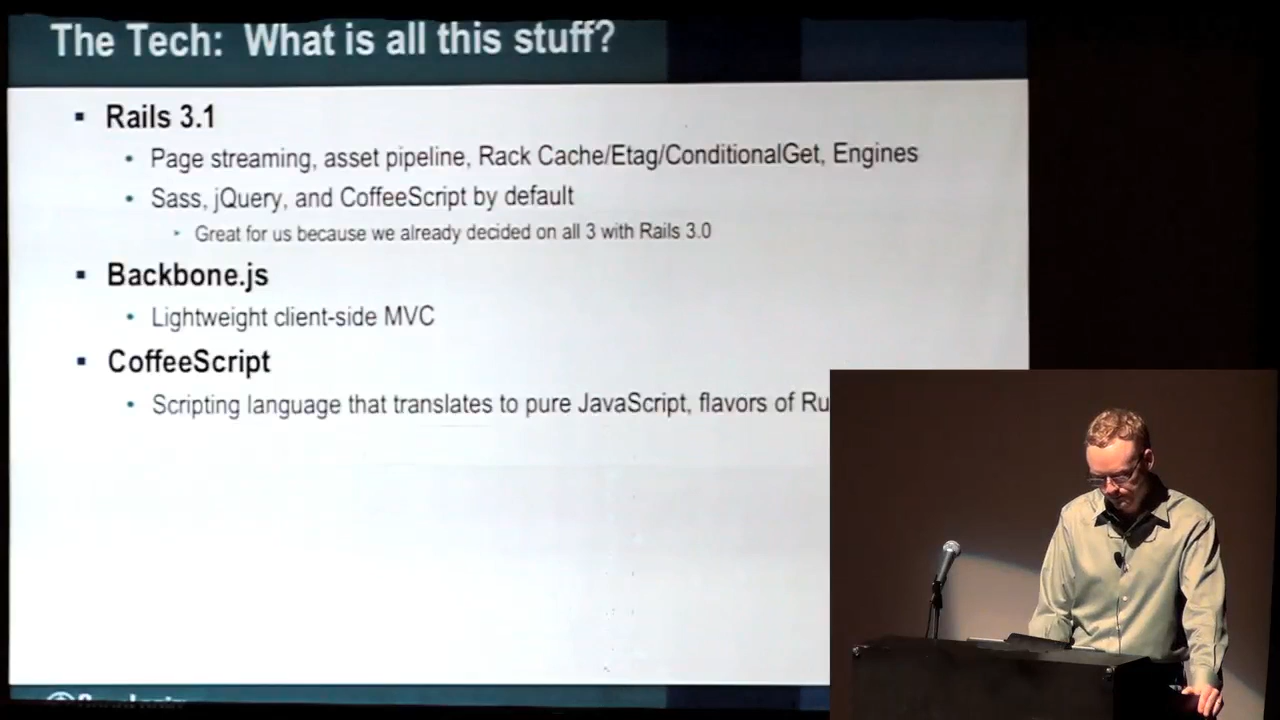 The Tech: What is all this stuff?
Rails 3.1
Page streaming, asset pipeline, Rack Cache/Etag/ConditionalGet, Engines
Sass, jQuery, and CoffeeScript by default
Great for us because we already decided on all 3 with Rails 3.0
Backbone.js
Lightweight client-side MVC
CoffeeScript
Scripting language that translates to pure JavaScript, flavors of Ru